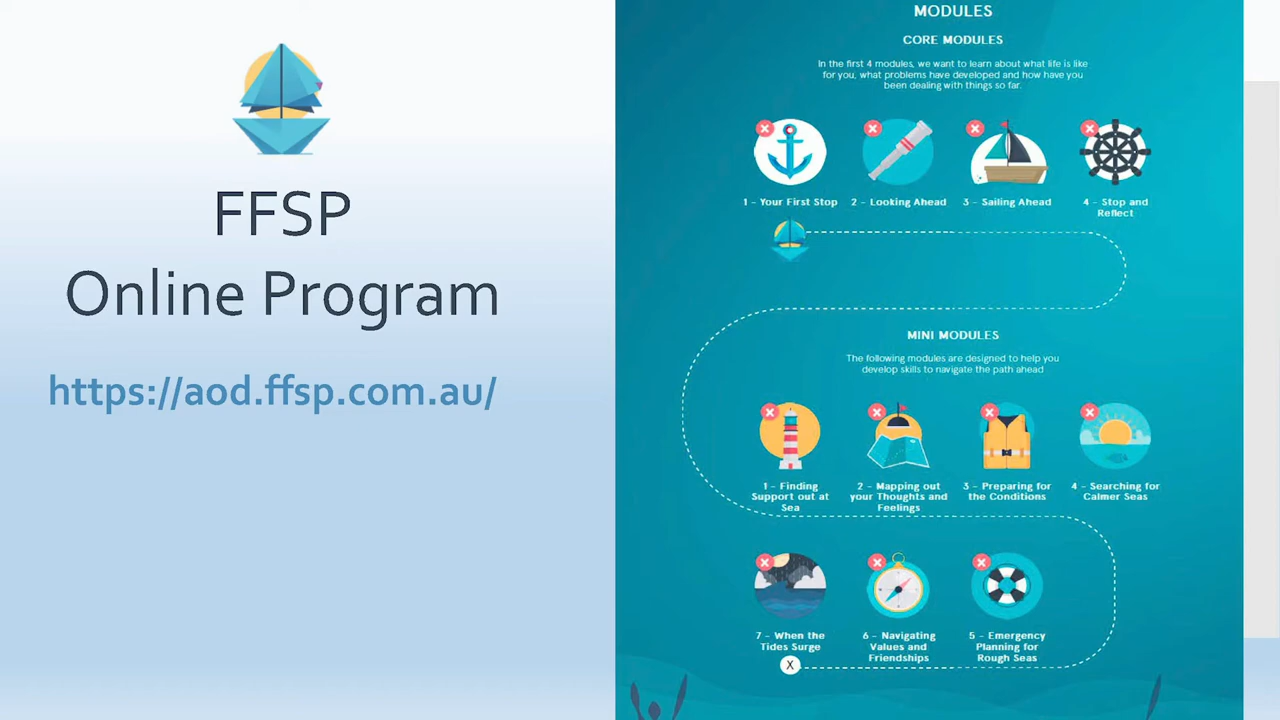 FFSP
Online Program
https://aod.ffsp.com.au/
MODULES
CORE MODULES
In the first 4 modules, we want to learn about what life is like
for you, what problems have developed and how have you
been dealing with things so far.
1 - Your First Stop
2 - Looking Ahead
3 - Sailing Ahead
4 - Stop and
Reflect
MINI MODULES
The following modules are designed to help you
develop skills to navigate the path ahead
1 - Finding
Support out at
Sea
2 - Mapping out
your Thoughts and
Feelings
3 - Preparing for
the Conditions
4 - Searching for
Calmer Seas
7 - When the
Tides Surge
6 - Navigating
Values and
Friendships
5 - Emergency
Planning for
Rough Seas
X